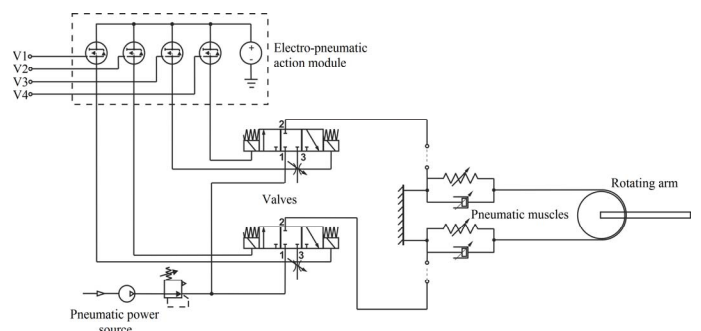 V1
V2
V3
V4
+
-
Electro-pneumatic
action module
2
1
3
Valves
2
1
3
Pneumatic muscles
Rotating arm
Pneumatic power
source